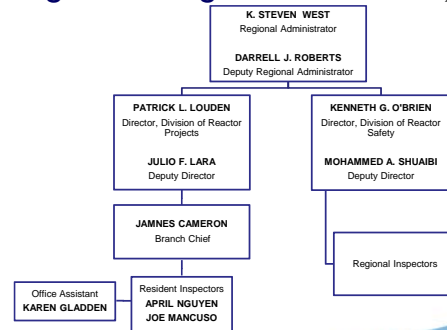 K. STEVEN WEST
Regional Administrator
DARRELL J. ROBERTS
Deputy Regional Administrator
PATRICK L. LOUDEN
Director, Division of Reactor
Projects
JULIO F. LARA
Deputy Director
KENNETH G. O'BRIEN
Director, Division of Reactor
Safety
MOHAMMED A. SHUAIBI
Deputy Director
JAMNES CAMERON
Branch Chief
Regional Inspectors
Office Assistant
KAREN GLADDEN
Resident Inspectors
APRIL NGUYEN
JOE MANCUSO